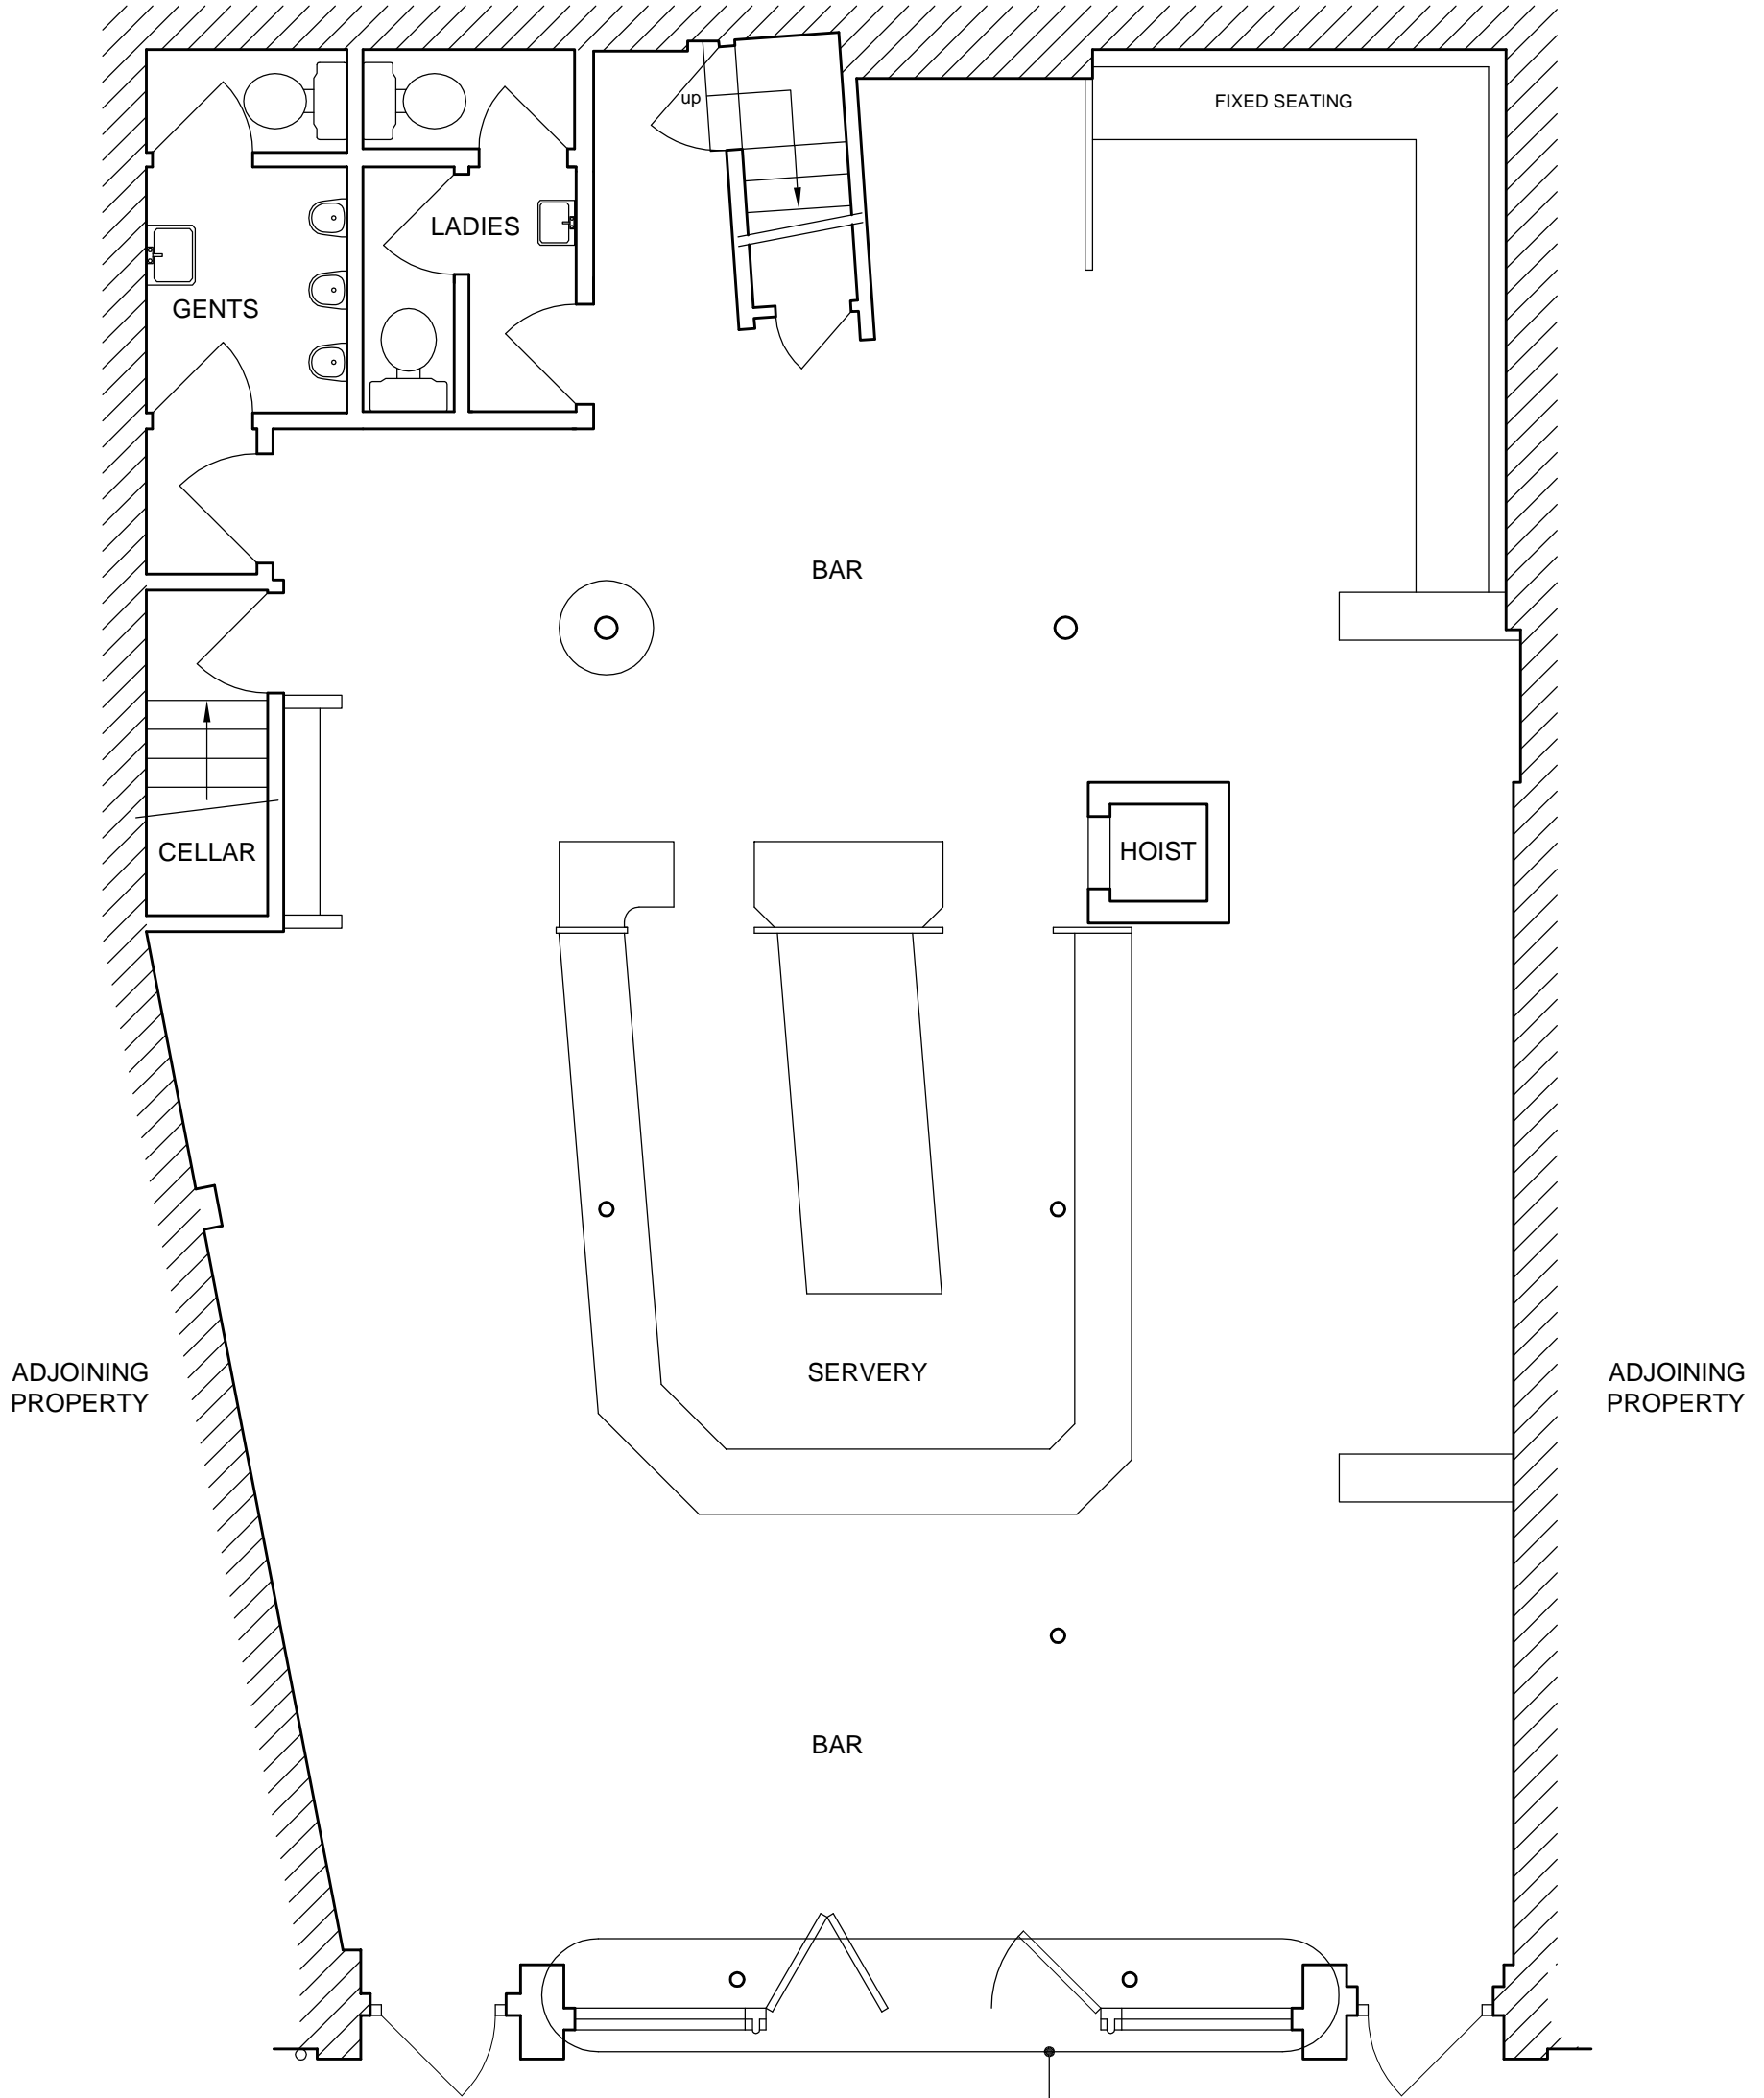 up
FIXED SEATING
LADIES
GENTS
BAR
CELLAR
HOIST
ADJOINING
PROPERTY
SERVERY
ADJOINING
PROPERTY
BAR